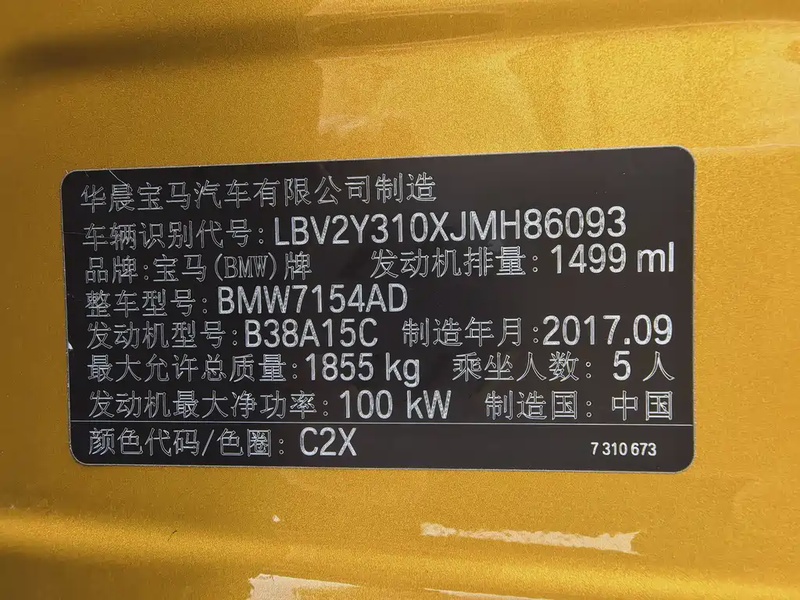 华晨宝马汽车有限公司制造
车辆识别代号: LBV2Y310XJMH86093
品牌: 宝马(BMW)牌 发动机排量: 1499 ml
整车型号: BMW7154AD
发动机型号: B38A15C 制造年月: 2017.09
最大允许总质量: 1855 kg 乘坐人数: 5 人
发动机最大净功率: 100 kW 制造国: 中国
颜色代码/色圈: C2X 7 310 673